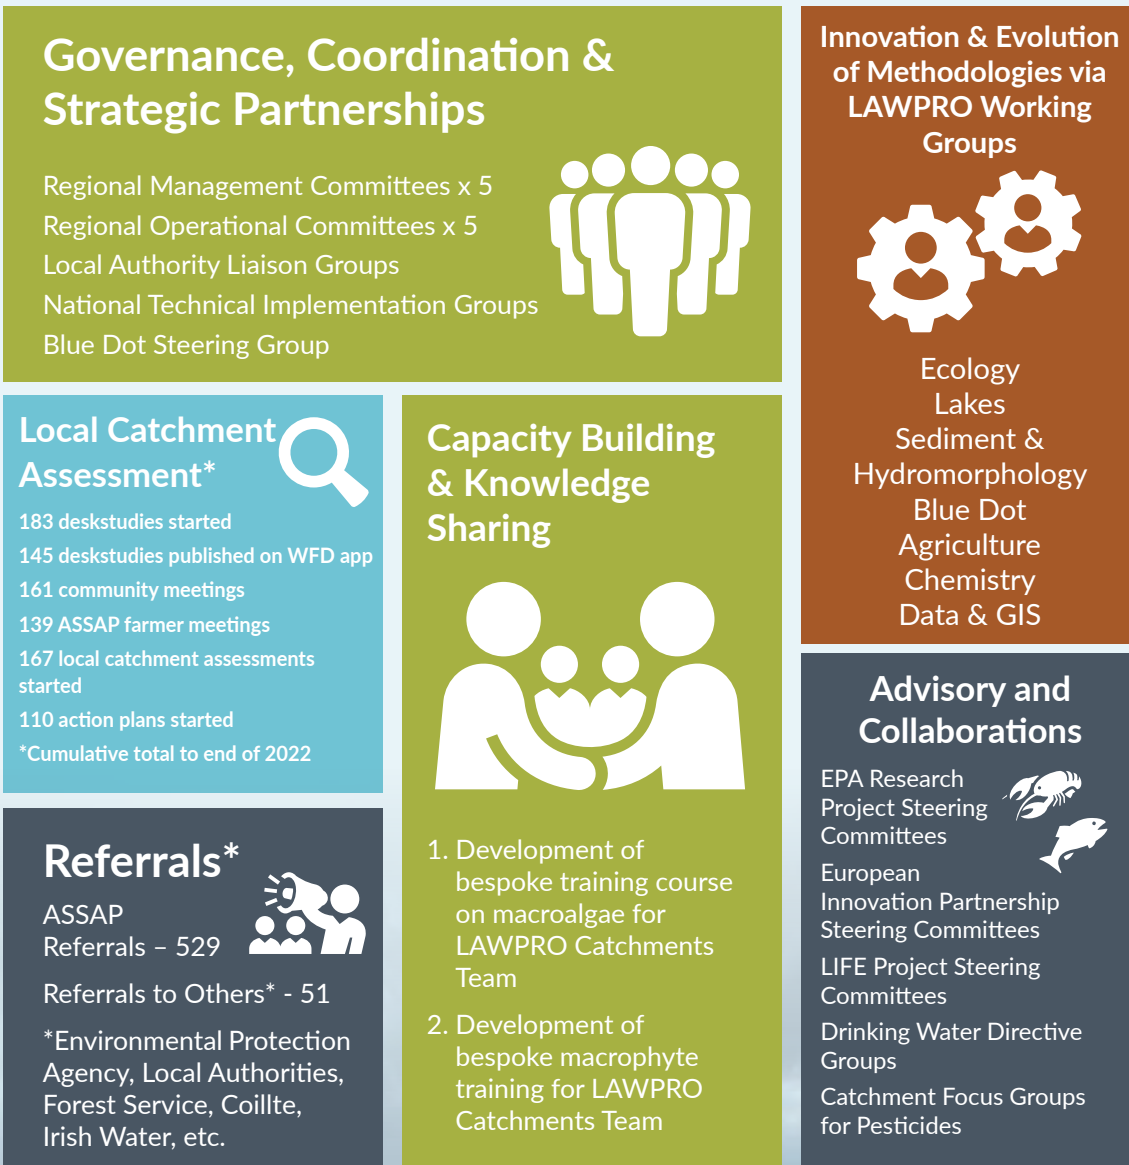 Governance, Coordination &
Strategic Partnerships
Regional Management Committees x 5
Regional Operational Committees x 5
Local Authority Liaison Groups
National Technical Implementation Groups
Blue Dot Steering Group
Innovation & Evolution
of Methodologies via
LAWPRO Working
Groups
Ecology
Lakes
Sediment &
Hydromorphology
Blue Dot
Agriculture
Chemistry
Data & GIS
Local Catchment
Assessment*
183 deskstudies started
145 deskstudies published on WFD app
161 community meetings
139 ASSAP farmer meetings
167 local catchment assessments
started
110 action plans started
*Cumulative total to end of 2022
Capacity Building
& Knowledge
Sharing
1. Development of
bespoke training course
on macroalgae for
LAWPRO Catchments
Team
2. Development of
bespoke macrophyte
training for LAWPRO
Catchments Team
Referrals*
ASSAP
Referrals – 529
Referrals to Others* - 51
*Environmental Protection
Agency, Local Authorities,
Forest Service, Coillte,
Irish Water, etc.
Advisory and
Collaborations
EPA Research
Project Steering
Committees
European
Innovation Partnership
Steering Committees
LIFE Project Steering
Committees
Drinking Water Directive
Groups
Catchment Focus Groups
for Pesticides